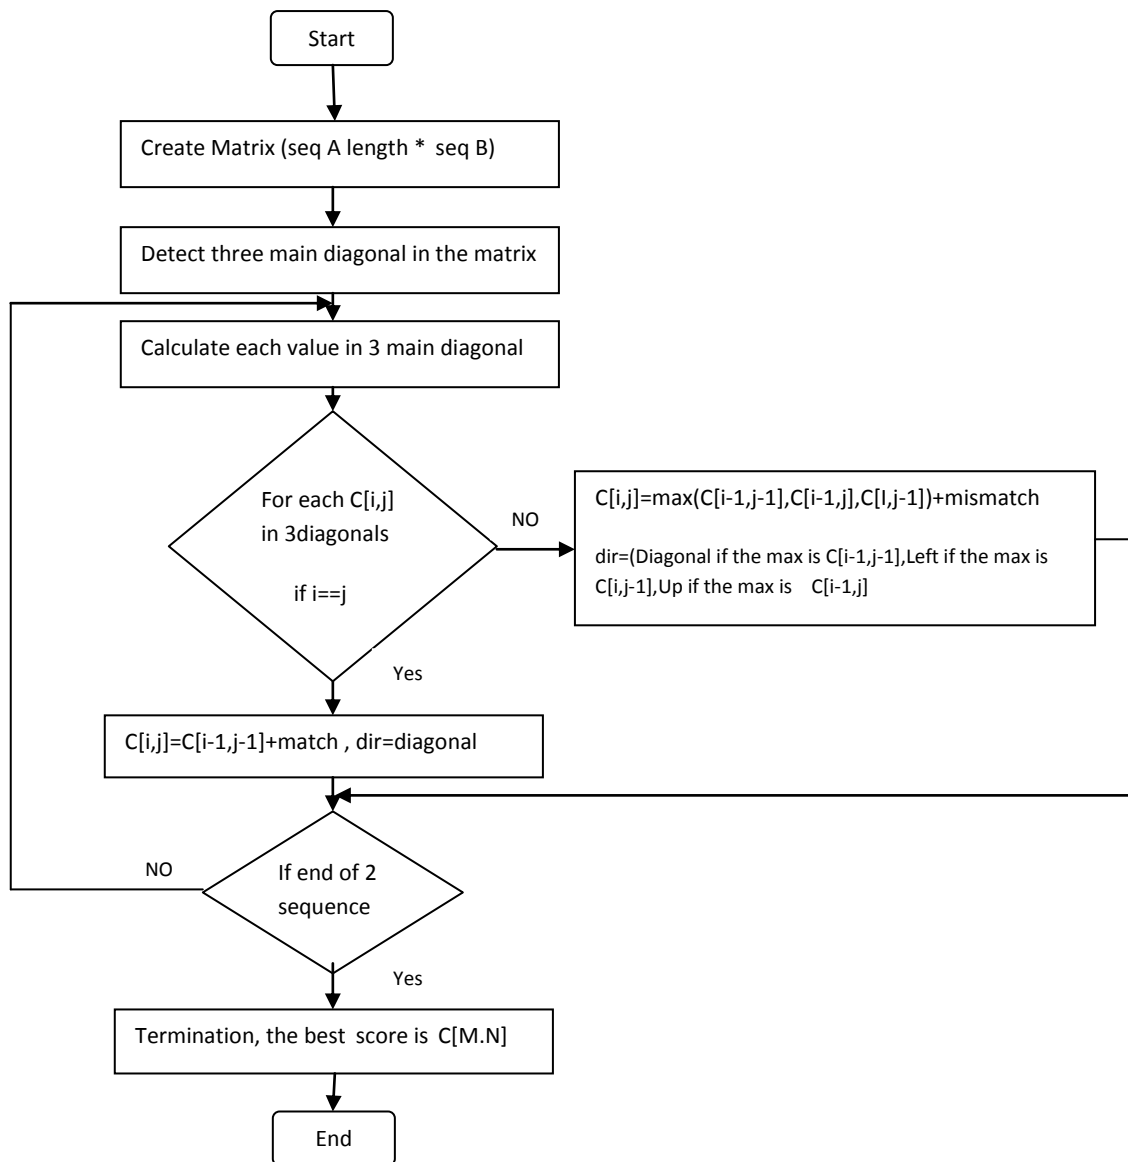 Start
Create Matrix (seq A length * seq B)
Detect three main diagonal in the matrix
Calculate each value in 3 main diagonal
For each C[i,j]
in 3diagonals
if i==j
NO
C[i,j]=max(C[i-1,j-1],C[i-1,j],C[I,j-1])+mismatch
dir=(Diagonal if the max is C[i-1,j-1],Left if the max is
C[i,j-1],Up if the max is C[i-1,j]
Yes
C[i,j]=C[i-1,j-1]+match , dir=diagonal
NO
If end of 2
sequence
Yes
Termination, the best score is C[M.N]
End